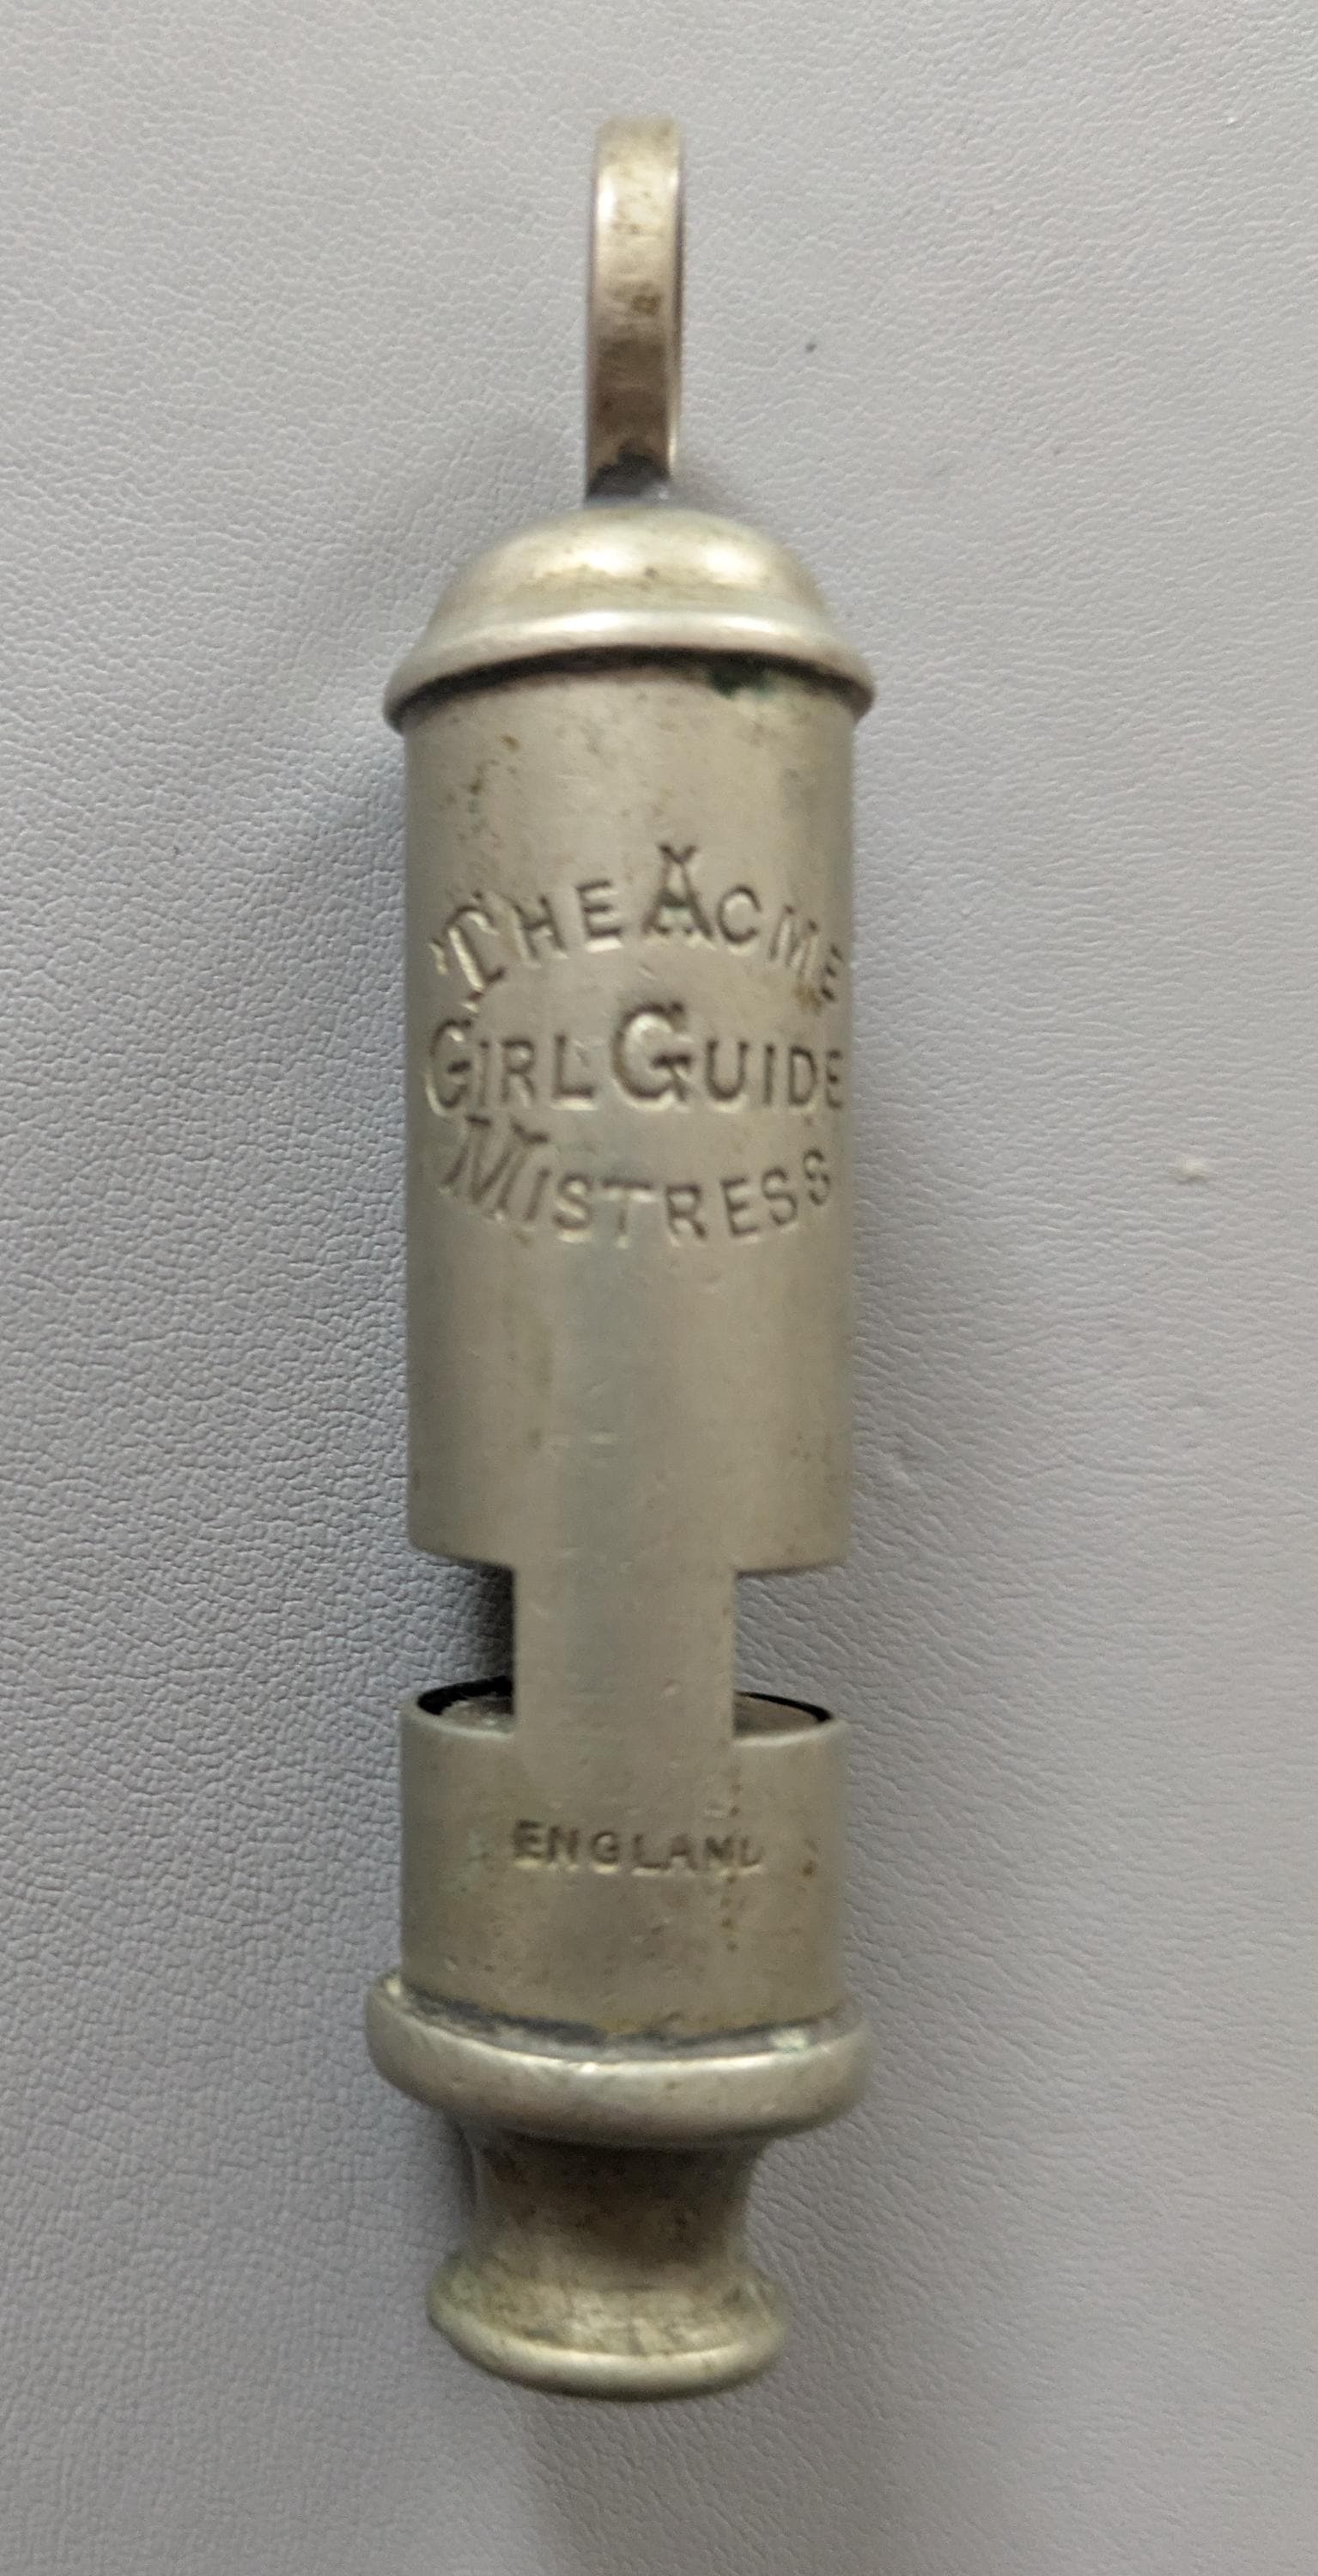 The Acme
Girl Guide
Mistress
ENGLAND